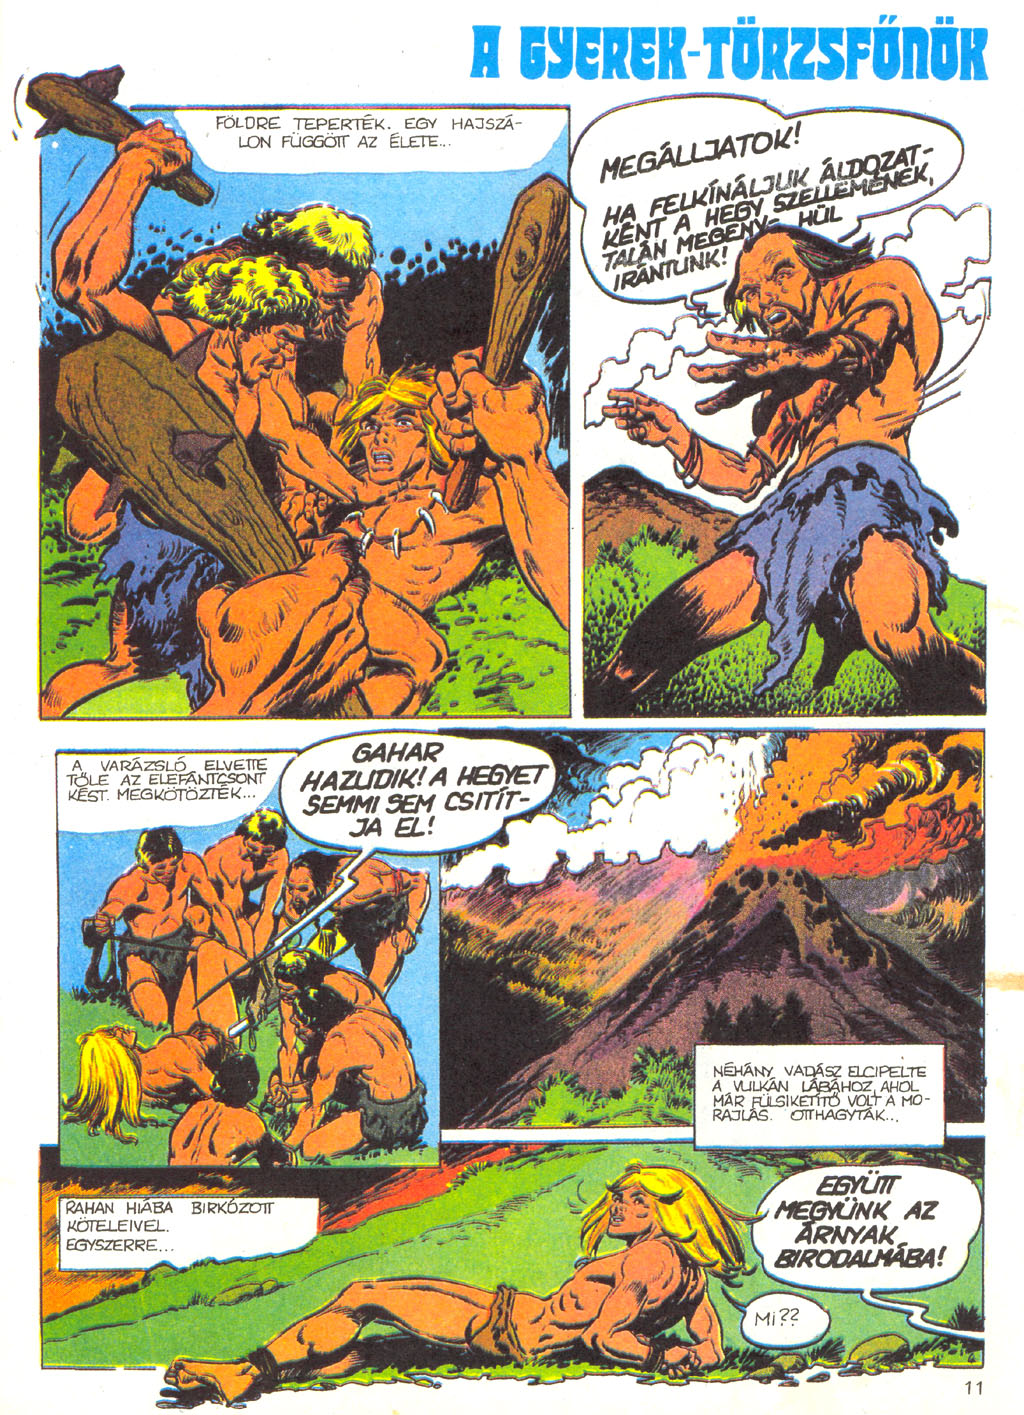 A GYEREK-TÖRZSFŐNÖK
FÖLDRE TEPERTÉK. EGY HAJSZÁ-
LON FÜGGÖTT AZ ÉLETE...
MEGÁLLJATOK!
HA FELKÍNÁLJUK ÁLDOZAT-
KÉNT A HEGY SZELLEMÉNEK,
TALÁN MEGENY- HÜL
IRÁNTUNK!
A VARÁZSLÓ ELVETTE
TŐLE AZ ELEFÁNTCSONT
KÉST. MEGKÖTÖZTÉK...
GAHAR
HAZUDIK! A HEGYET
SEMMI SEM CSITÍT-
JA EL!
NÉHÁNY VADÁSZ ELCIPELTE
A VULKÁN LÁBÁHOZ, AHOL
MÁR FÜLSIKETÍTŐ VOLT A MO-
RAJLÁS. OTTHAGYTÁK...
RAHAN HIÁBA BIRKÓZOTT
KÖTELEIVEL.
EGYSZERRE...
EGYÜTT
MEGYÜNK AZ
ÁRNYAK
BIRODALMÁBA!
MI??
11